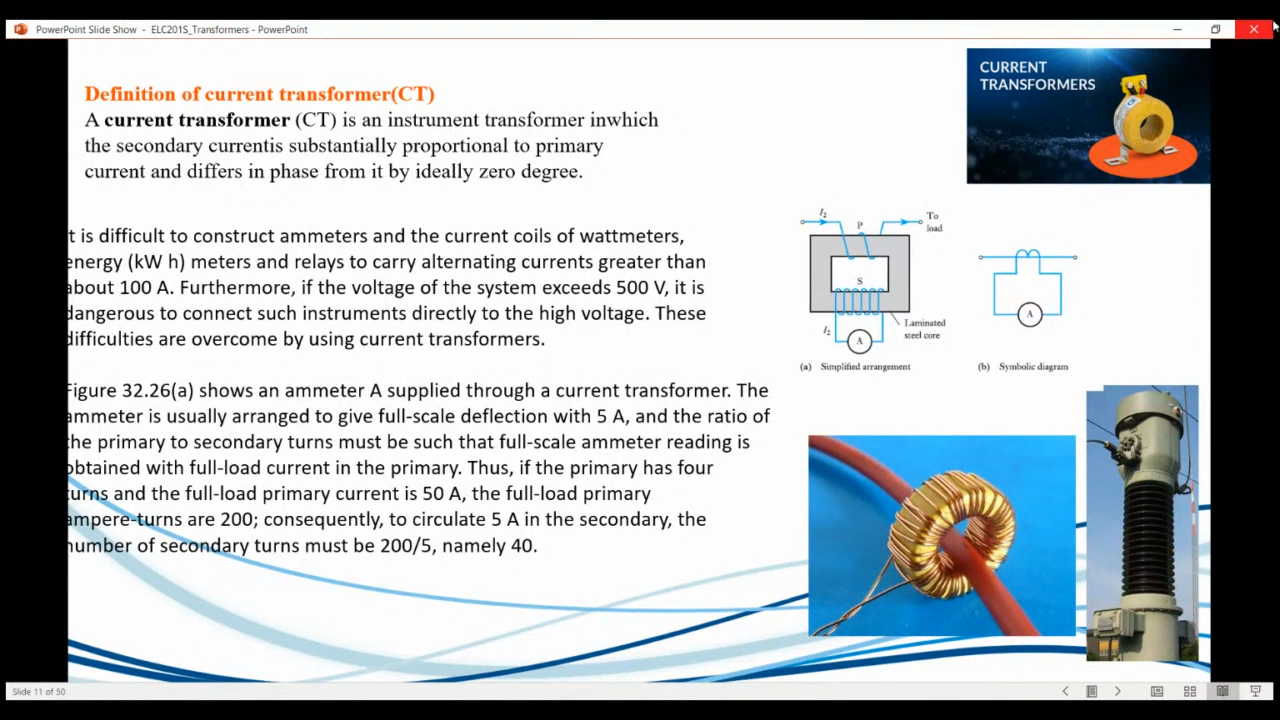 PowerPoint Slide Show - ELC201S_Transformers - PowerPoint
Definition of current transformer(CT)
A current transformer (CT) is an instrument transformer inwhich
the secondary currentis substantially proportional to primary
current and differs in phase from it by ideally zero degree.
t is difficult to construct ammeters and the current coils of wattmeters,
energy (kW h) meters and relays to carry alternating currents greater than
about 100 A. Furthermore, if the voltage of the system exceeds 500 V, it is
dangerous to connect such instruments directly to the high voltage. These
difficulties are overcome by using current transformers.
Figure 32.26(a) shows an ammeter A supplied through a current transformer. The
ammeter is usually arranged to give full-scale deflection with 5 A, and the ratio of
the primary to secondary turns must be such that full-scale ammeter reading is
obtained with full-load current in the primary. Thus, if the primary has four
turns and the full-load primary current is 50 A, the full-load primary
ampere-turns are 200; consequently, to circulate 5 A in the secondary, the
number of secondary turns must be 200/5, namely 40.
CURRENT
TRANSFORMERS
I2
P
To
load
S
I2
A
Laminated
steel core
(a) Simplified arrangement
A
(b) Symbolic diagram
Slide 11 of 50